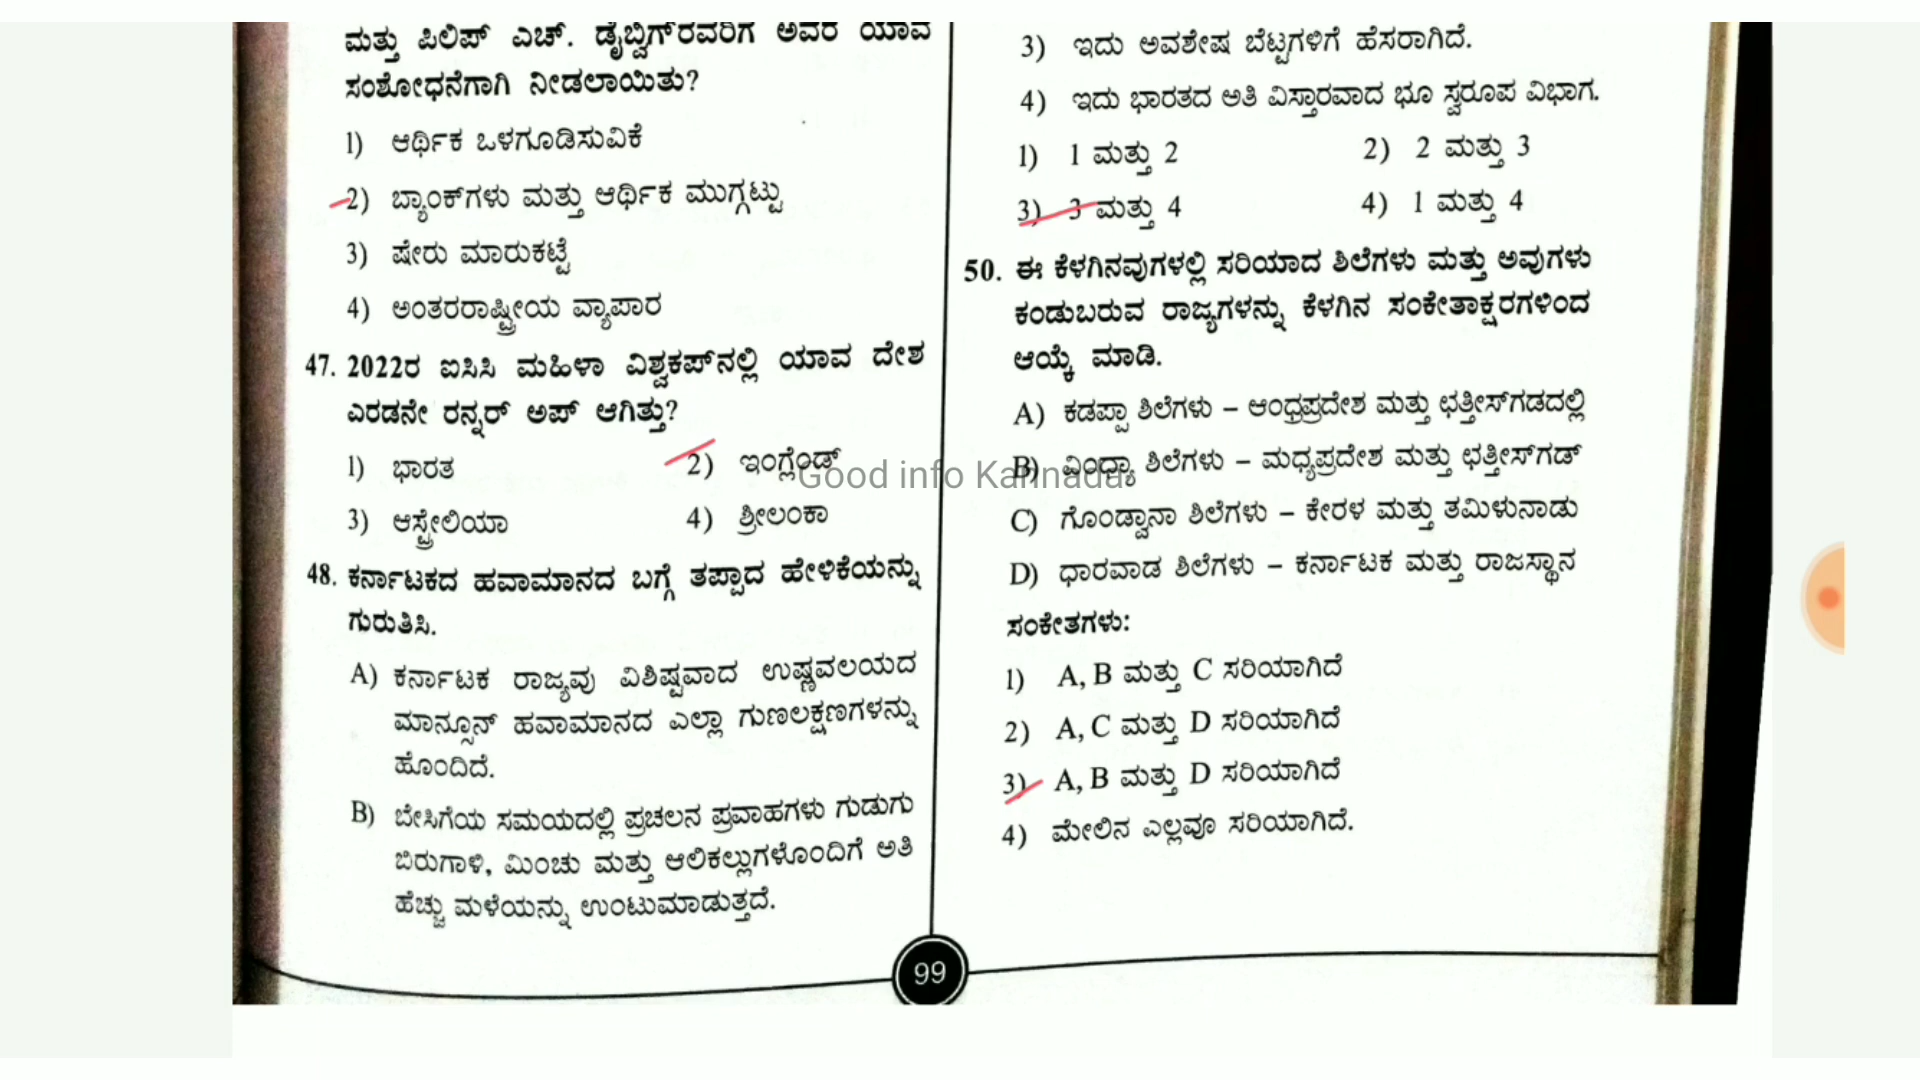 ಮತ್ತು ಪಿಲಿಪ್ ಎಚ್. ಡೈಬ್ವಿಗ್‌ರವರಿಗೆ ಅವರ ಯಾವ
ಸಂಶೋಧನೆಗಾಗಿ ನೀಡಲಾಯಿತು?
1) ಆರ್ಥಿಕ ಒಳಗೂಡಿಸುವಿಕೆ
2) ಬ್ಯಾಂಕ್‌ಗಳು ಮತ್ತು ಆರ್ಥಿಕ ಮುಗ್ಗಟ್ಟು
3) ಷೇರು ಮಾರುಕಟ್ಟೆ
4) ಅಂತರರಾಷ್ಟ್ರೀಯ ವ್ಯಾಪಾರ
47. 2022ರ ಐಸಿಸಿ ಮಹಿಳಾ ವಿಶ್ವಕಪ್‌ನಲ್ಲಿ ಯಾವ ದೇಶ
ಎರಡನೇ ರನ್ನರ್ ಅಪ್ ಆಗಿತ್ತು?
1) ಭಾರತ 2) ಇಂಗ್ಲೆಂಡ್
3) ಆಸ್ಟ್ರೇಲಿಯಾ 4) ಶ್ರೀಲಂಕಾ
48. ಕರ್ನಾಟಕದ ಹವಾಮಾನದ ಬಗ್ಗೆ ತಪ್ಪಾದ ಹೇಳಿಕೆಯನ್ನು
ಗುರುತಿಸಿ.
A) ಕರ್ನಾಟಕ ರಾಜ್ಯವು ವಿಶಿಷ್ಟವಾದ ಉಷ್ಣವಲಯದ
ಮಾನ್ಸೂನ್ ಹವಾಮಾನದ ಎಲ್ಲಾ ಗುಣಲಕ್ಷಣಗಳನ್ನು
ಹೊಂದಿದೆ.
B) ಬೇಸಿಗೆಯ ಸಮಯದಲ್ಲಿ ಪ್ರಚಲನ ಪ್ರವಾಹಗಳು ಗುಡುಗು
ಬಿರುಗಾಳಿ, ಮಿಂಚು ಮತ್ತು ಆಲಿಕಲ್ಲುಗಳೊಂದಿಗೆ ಅತಿ
ಹೆಚ್ಚು ಮಳೆಯನ್ನು ಉಂಟುಮಾಡುತ್ತದೆ.
3) ಇದು ಅವಶೇಷ ಬೆಟ್ಟಗಳಿಗೆ ಹೆಸರಾಗಿದೆ.
4) ಇದು ಭಾರತದ ಅತಿ ವಿಸ್ತಾರವಾದ ಭೂ ಸ್ವರೂಪ ವಿಭಾಗ.
1) 1 ಮತ್ತು 2 2) 2 ಮತ್ತು 3
3) 3 ಮತ್ತು 4 4) 1 ಮತ್ತು 4
50. ಈ ಕೆಳಗಿನವುಗಳಲ್ಲಿ ಸರಿಯಾದ ಶಿಲೆಗಳು ಮತ್ತು ಅವುಗಳು
ಕಂಡುಬರುವ ರಾಜ್ಯಗಳನ್ನು ಕೆಳಗಿನ ಸಂಕೇತಾಕ್ಷರಗಳಿಂದ
ಆಯ್ಕೆ ಮಾಡಿ.
A) ಕಡಪ್ಪಾ ಶಿಲೆಗಳು – ಆಂಧ್ರಪ್ರದೇಶ ಮತ್ತು ಛತ್ತೀಸ್‌ಗಡದಲ್ಲಿ
B) ವಿಂಧ್ಯಾ ಶಿಲೆಗಳು – ಮಧ್ಯಪ್ರದೇಶ ಮತ್ತು ಛತ್ತೀಸ್‌ಗಡ್
C) ಗೊಂಡ್ವಾನಾ ಶಿಲೆಗಳು – ಕೇರಳ ಮತ್ತು ತಮಿಳುನಾಡು
D) ಧಾರವಾಡ ಶಿಲೆಗಳು – ಕರ್ನಾಟಕ ಮತ್ತು ರಾಜಸ್ಥಾನ
ಸಂಕೇತಗಳು:
1) A, B ಮತ್ತು C ಸರಿಯಾಗಿದೆ
2) A, C ಮತ್ತು D ಸರಿಯಾಗಿದೆ
3) A, B ಮತ್ತು D ಸರಿಯಾಗಿದೆ
4) ಮೇಲಿನ ಎಲ್ಲವೂ ಸರಿಯಾಗಿದೆ.
Good info Kannada
99